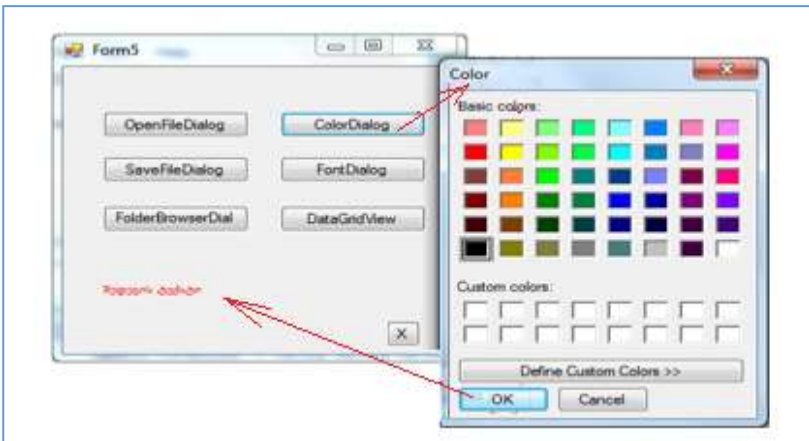 Form5
OpenFileDialog
ColorDialog
SaveFileDialog
FontDialog
FolderBrowserDial
DataGridView
X
Color
Basic colors:
Custom colors:
Define Custom Colors >>
OK
Cancel